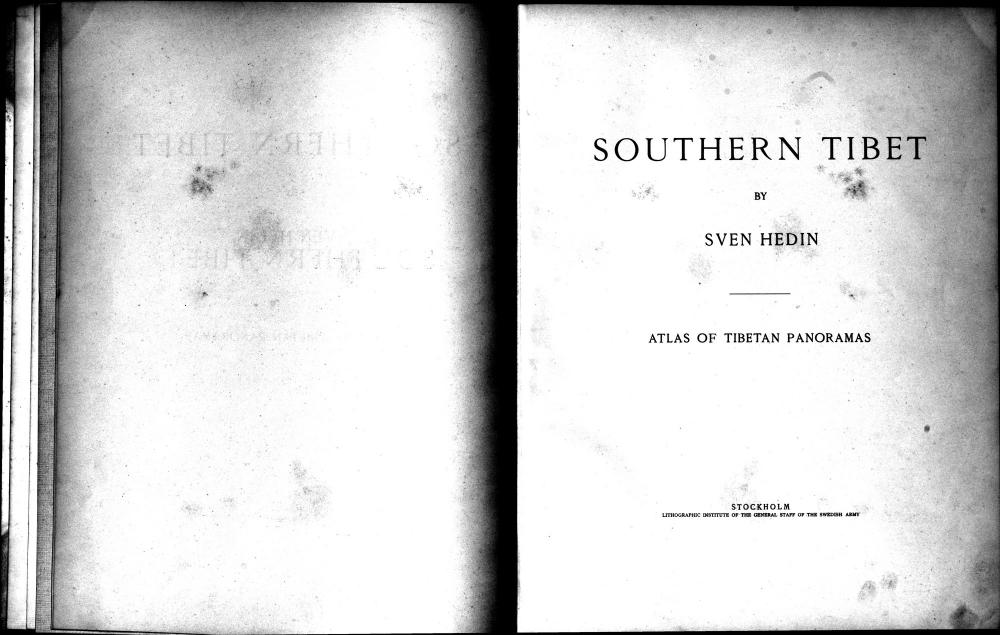 SOUTHERN TIBET
BY
SVEN HEDIN
ATLAS OF TIBETAN PANORAMAS
STOCKHOLM
LITHOGRAPHIC INSTITUTE OF THE GENERAL STAFF OF THE SWEDISH ARMY